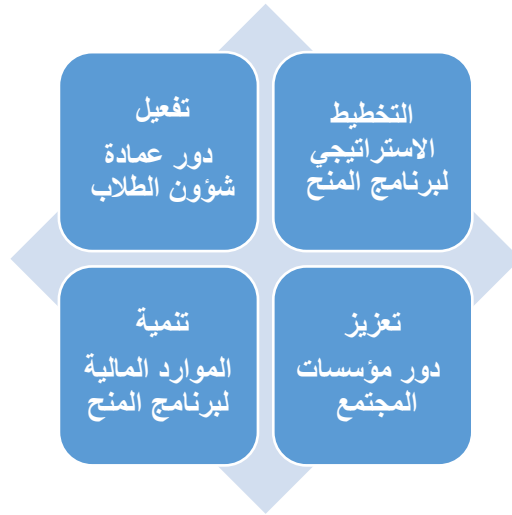 التخطيط
الاستراتيجي
لبرنامج المنح
تفعيل
دور عمادة
شؤون الطلاب
تعزيز
دور مؤسسات
المجتمع
تنمية
الموارد المالية
لبرنامج المنح